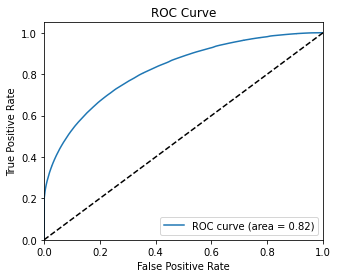 ROC Curve
True Positive Rate
1.0
0.8
0.6
0.4
0.2
0.0
ROC curve (area = 0.82)
0.0 0.2 0.4 0.6 0.8 1.0
False Positive Rate